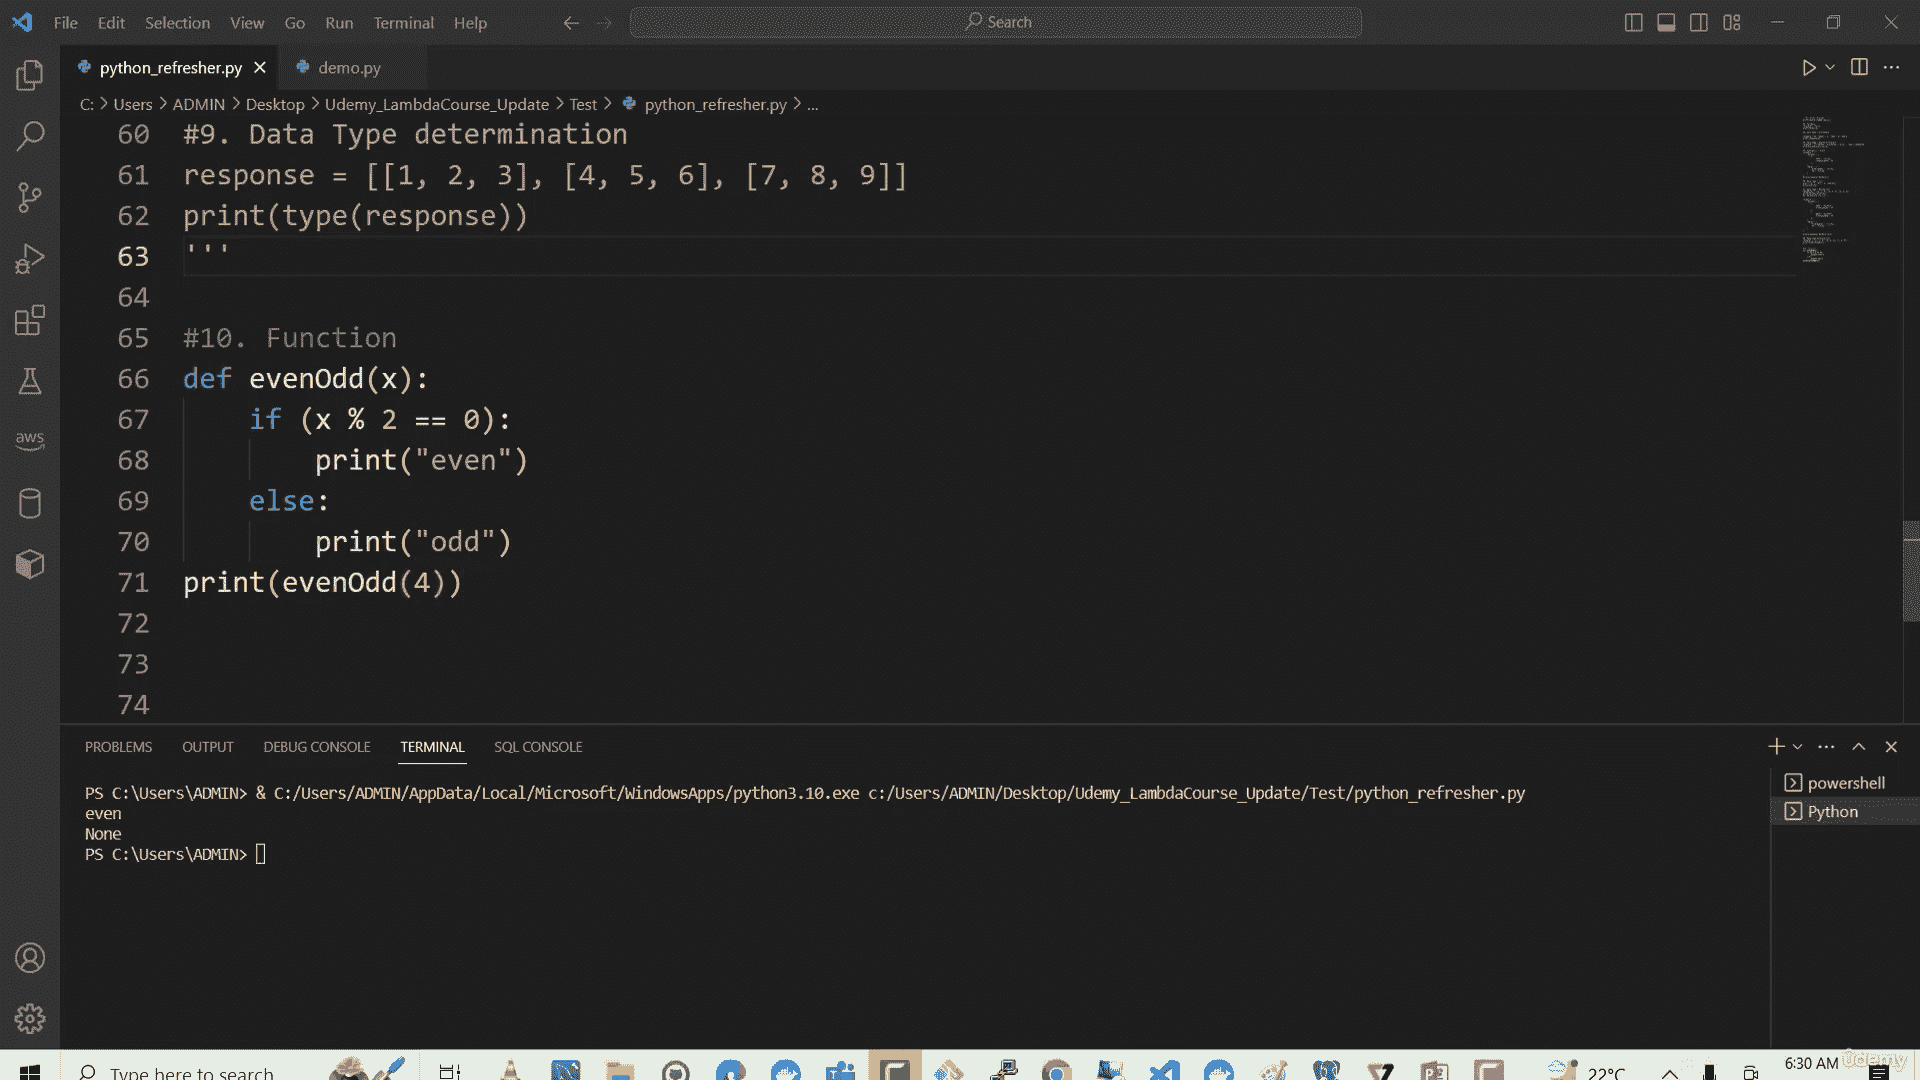 File Edit Selection View Go Run Terminal Help
Search
python_refresher.py
demo.py
C: > Users > ADMIN > Desktop > Udemy_LambdaCourse_Update > Test > python_refresher.py > ...
60 #9. Data Type determination
61 response = [[1, 2, 3], [4, 5, 6], [7, 8, 9]]
62 print(type(response))
63 '''
64
65 #10. Function
66 def evenOdd(x):
67 if (x % 2 == 0):
68 print("even")
69 else:
70 print("odd")
71 print(evenOdd(4))
72
73
74
aws
PROBLEMS OUTPUT DEBUG CONSOLE TERMINAL SQL CONSOLE
PS C:\Users\ADMIN> & C:/Users/ADMIN/AppData/Local/Microsoft/WindowsApps/python3.10.exe c:/Users/ADMIN/Desktop/Udemy_LambdaCourse_Update/Test/python_refresher.py
even
None
PS C:\Users\ADMIN>
powershell
Python
Type here to search
22°C
6:30 AM
Udemy